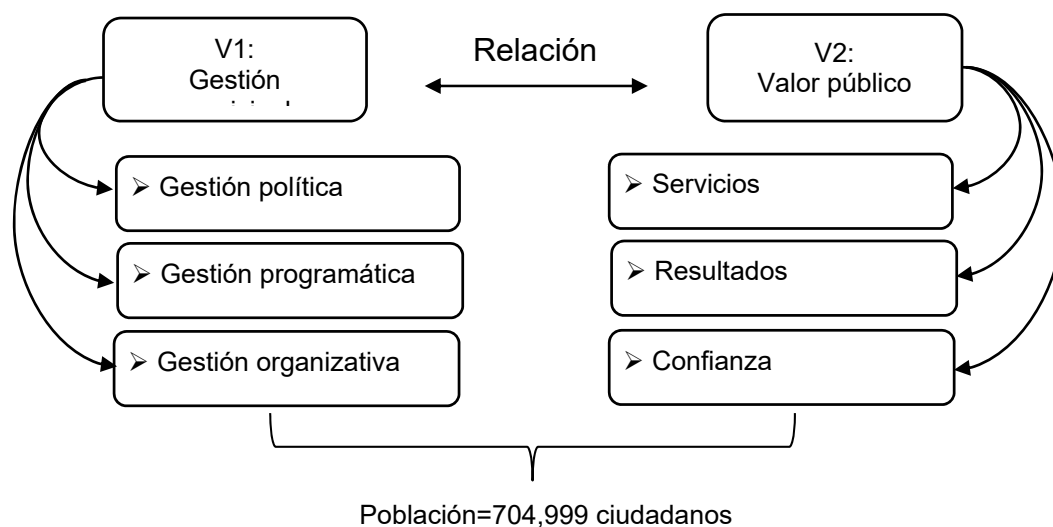 V1:
Gestión
Relación
V2:
Valor público
➢ Gestión política
➢ Gestión programática
➢ Gestión organizativa
➢ Servicios
➢ Resultados
➢ Confianza
Población=704,999 ciudadanos